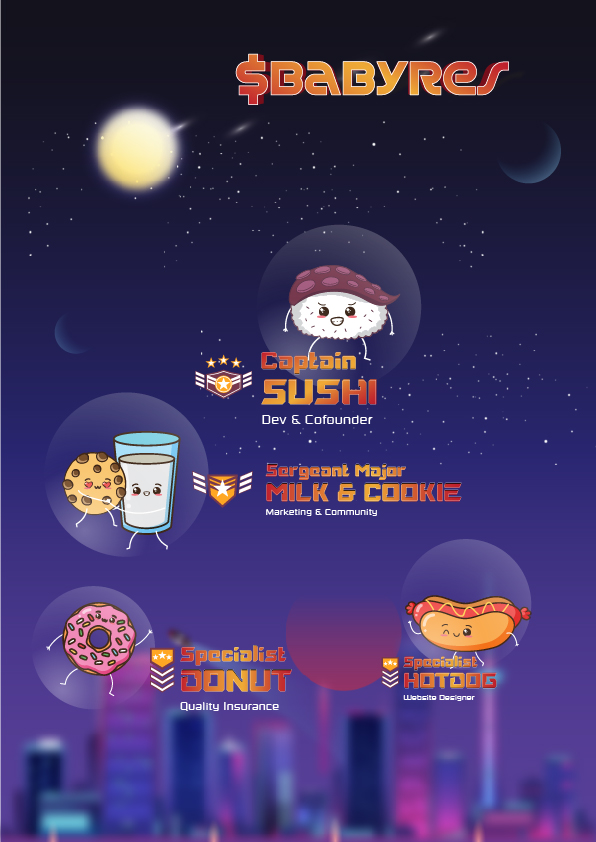 $BaBYRes
Captain
SUSHI
Dev & Cofounder
Sergeant Major
MILK & COOKIE
Marketing & Community
Specialist
DONUT
Quality Insurance
Specialist
HOTDOG
Website Designer